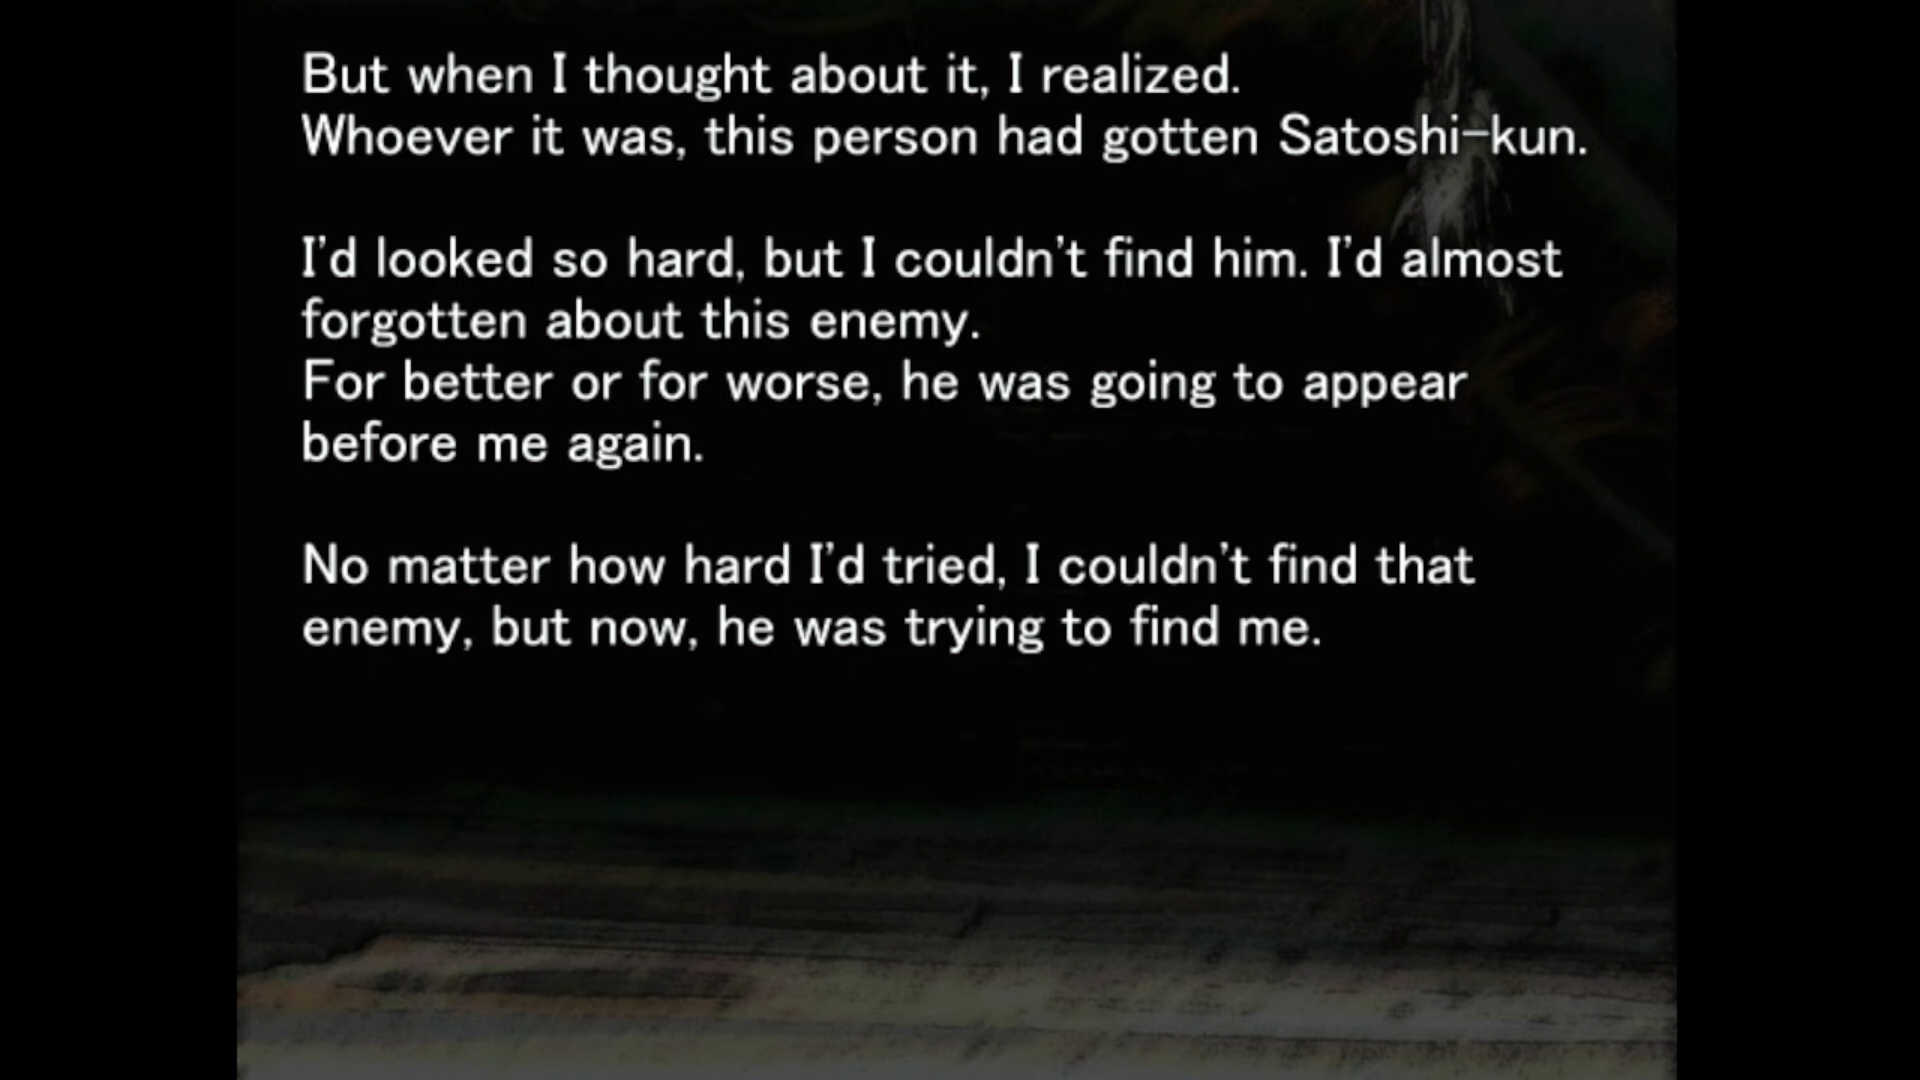 But when I thought about it, I realized.
Whoever it was, this person had gotten Satoshi-kun.
I'd looked so hard, but I couldn't find him. I'd almost
forgotten about this enemy.
For better or for worse, he was going to appear
before me again.
No matter how hard I'd tried, I couldn't find that
enemy, but now, he was trying to find me.